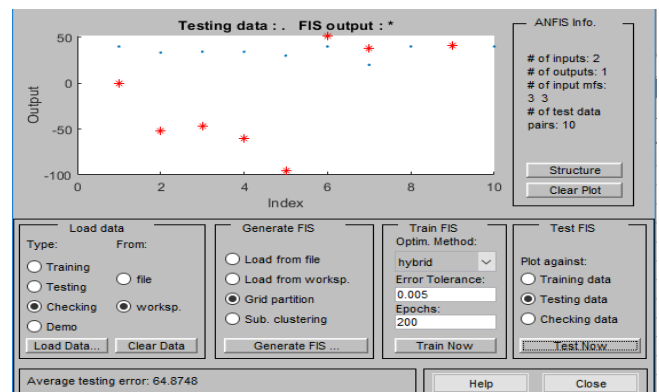 Testing data : .   FIS output : *
50
0
-50
-100
Output
0 2 4 6 8 10
Index
ANFIS Info.
# of inputs: 2
# of outputs: 1
# of input mfs:
3 3
# of test data
pairs: 10
Structure
Clear Plot
Load data
Type: From:
Training
Testing
Checking
Demo
file
worksp.
Load Data... Clear Data
Generate FIS
Load from file
Load from worksp.
Grid partition
Sub. clustering
Generate FIS ...
Train FIS
Optim. Method:
hybrid
Error Tolerance:
0.005
Epochs:
200
Train Now
Test FIS
Plot against:
Training data
Testing data
Checking data
Test Now
Average testing error: 64.8748
Help Close